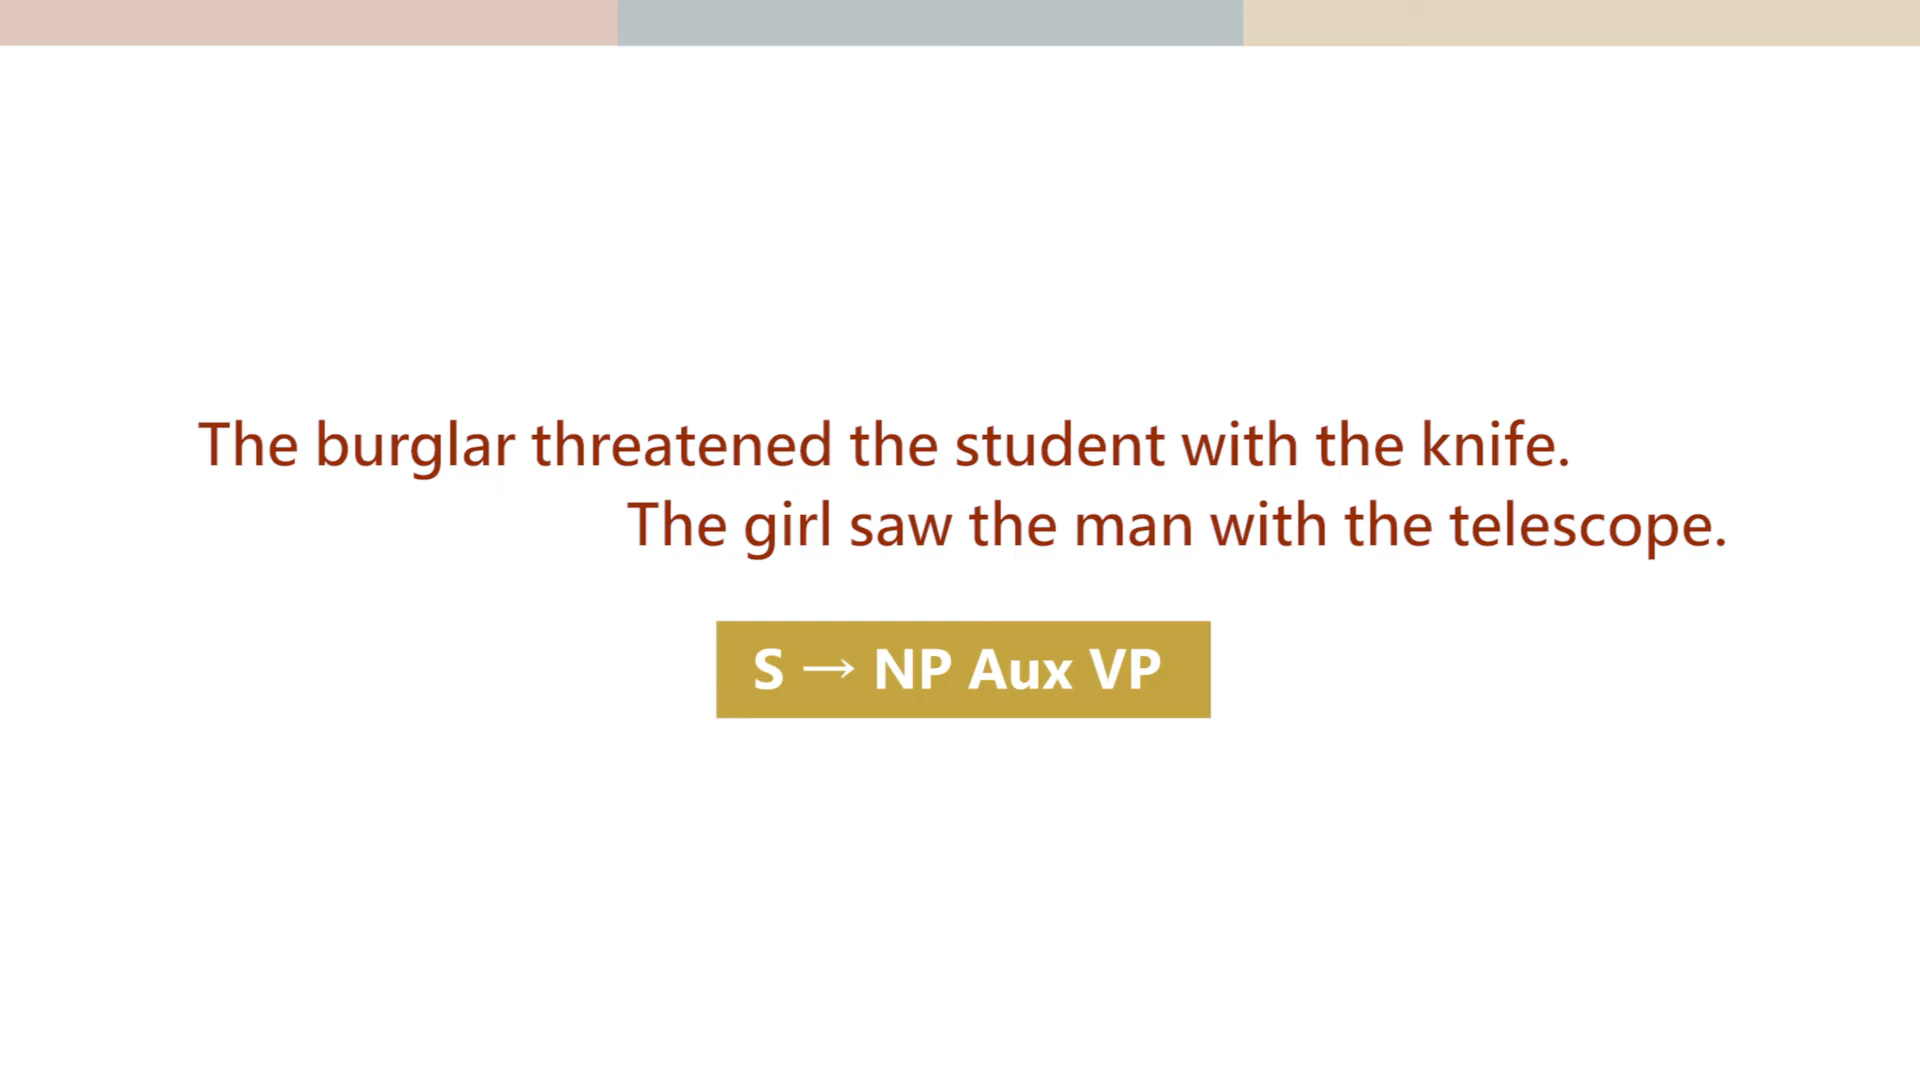 The burglar threatened the student with the knife.
The girl saw the man with the telescope.
S → NP Aux VP